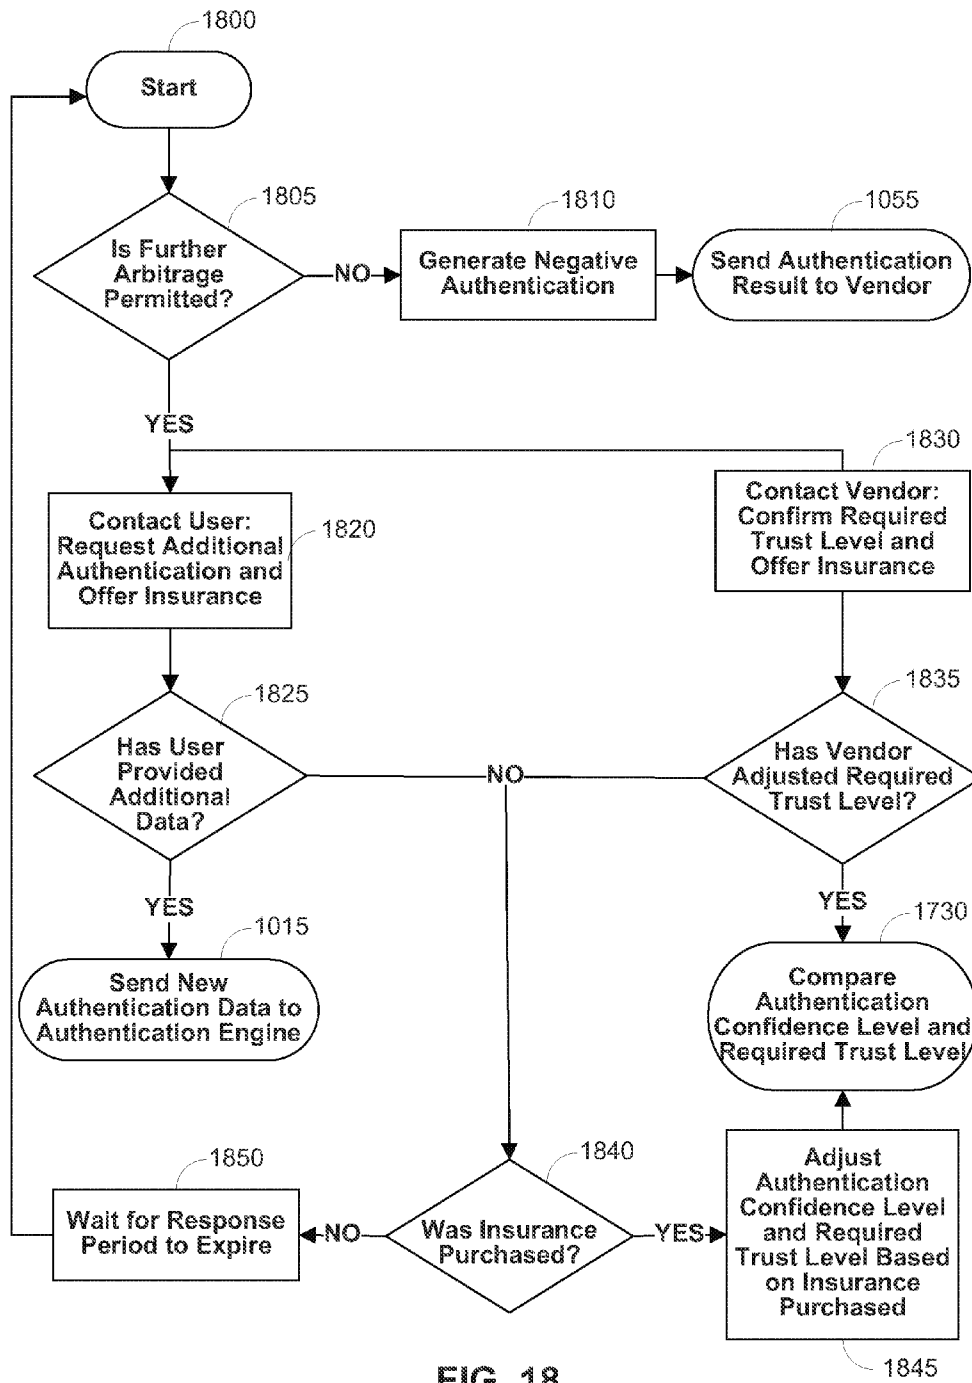 1800
Start
1805
Is Further
Arbitrage
Permitted?
NO
1810
Generate Negative
Authentication
1055
Send Authentication
Result to Vendor
YES
1820
Contact User:
Request Additional
Authentication and
Offer Insurance
1830
Contact Vendor:
Confirm Required
Trust Level and
Offer Insurance
1825
Has User
Provided
Additional
Data?
NO
1835
Has Vendor
Adjusted Required
Trust Level?
YES
1015
Send New
Authentication Data to
Authentication Engine
YES
1730
Compare
Authentication
Confidence Level and
Required Trust Level
1850
Wait for Response
Period to Expire
NO
1840
Was Insurance
Purchased?
YES
Adjust
Authentication
Confidence Level
and Required
Trust Level Based
on Insurance
Purchased
1845
FIG. 18